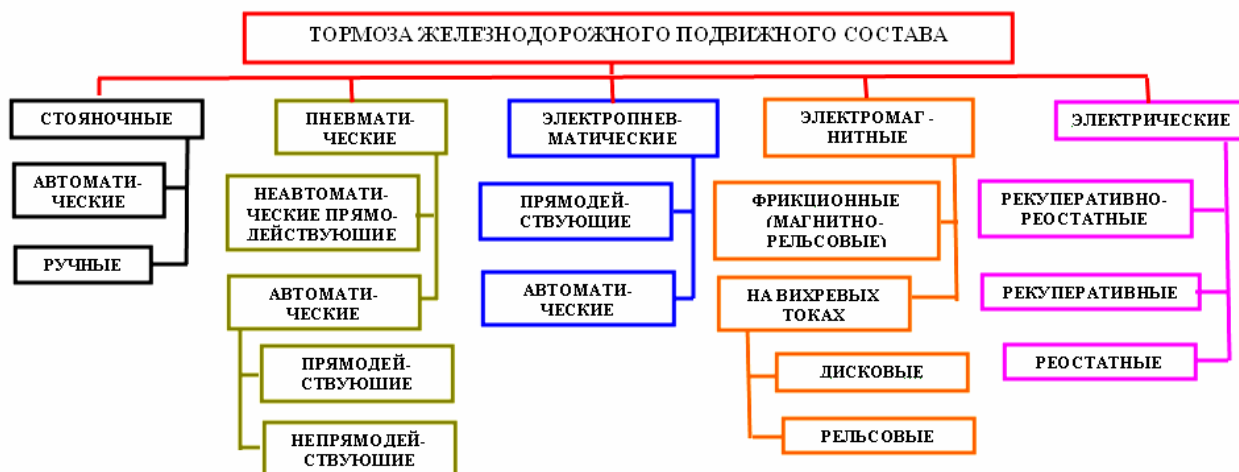 ТОРМОЗА ЖЕЛЕЗНОДОРОЖНОГО ПОДВИЖНОГО СОСТАВА
СТОЯНОЧНЫЕ
АВТОМАТИ-
ЧЕСКИЕ
РУЧНЫЕ
ПНЕВМАТИ-
ЧЕСКИЕ
НЕАВТОМАТИ-
ЧЕСКИЕ ПРЯМО-
ДЕЙСТВУЮШИЕ
АВТОМАТИ-
ЧЕСКИЕ
ПРЯМОДЕЙ-
СТВУЮШИЕ
НЕПРЯМОДЕЙ-
СТВУЮШИЕ
ЭЛЕКТРОПНЕВ-
МАТИЧЕСКИЕ
ПРЯМОДЕЙ-
СТВУЮЩИЕ
АВТОМАТИ-
ЧЕСКИЕ
ЭЛЕКТРОМАГ -
НИТНЫЕ
ФРИКЦИОННЫЕ
(МАГНИТНО-
РЕЛЬСОВЫЕ)
НА ВИХРЕВЫХ
ТОКАХ
ДИСКОВЫЕ
РЕЛЬСОВЫЕ
ЭЛЕКТРИЧЕСКИЕ
РЕКУПЕРАТИВНО-
РЕОСТАТНЫЕ
РЕКУПЕРАТИВНЫЕ
РЕОСТАТНЫЕ